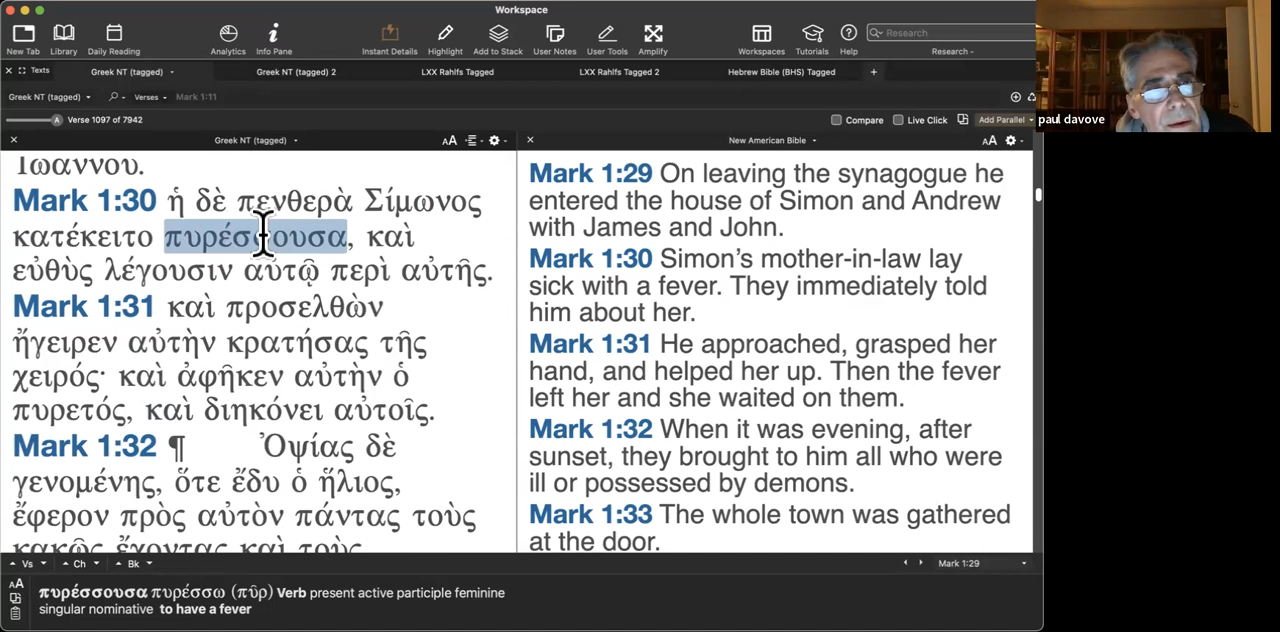 Workspace
New Tab Library Daily Reading Analytics Info Pane Instant Details Highlight Add to Stack User Notes User Tools Amplify Workspaces Tutorials Help Research
Research
Texts Greek NT (tagged) Greek NT (tagged) 2 LXX Rahlfs Tagged LXX Rahlfs Tagged 2 Hebrew Bible (BHS) Tagged +
Greek NT (tagged) Verses Mark 1:11
Verse 1097 of 7942 Compare Live Click Add Parallel
Greek NT (tagged) AA
Ἰωάννου.
Mark 1:30 ἡ δὲ πενθερὰ Σίμωνος
κατέκειτο πυρέσσουσα, καὶ
εὐθὺς λέγουσιν αὐτῷ περὶ αὐτῆς.
Mark 1:31 καὶ προσελθὼν
ἤγειρεν αὐτὴν κρατήσας τῆς
χειρός· καὶ ἀφῆκεν αὐτὴν ὁ
πυρετός, καὶ διηκόνει αὐτοῖς.
Mark 1:32 ¶ Ὀψίας δὲ
γενομένης, ὅτε ἔδυ ὁ ἥλιος,
ἔφερον πρὸς αὐτὸν πάντας τοὺς
κακῶς ἔχοντας καὶ τοὺς
New American Bible AA
Mark 1:29 On leaving the synagogue he
entered the house of Simon and Andrew
with James and John.
Mark 1:30 Simon’s mother-in-law lay
sick with a fever. They immediately told
him about her.
Mark 1:31 He approached, grasped her
hand, and helped her up. Then the fever
left her and she waited on them.
Mark 1:32 When it was evening, after
sunset, they brought to him all who were
ill or possessed by demons.
Mark 1:33 The whole town was gathered
at the door.
Vs Ch Bk Mark 1:29
AA
πυρέσσουσα πυρέσσω (πῦρ) Verb present active participle feminine
singular nominative to have a fever
paul davove